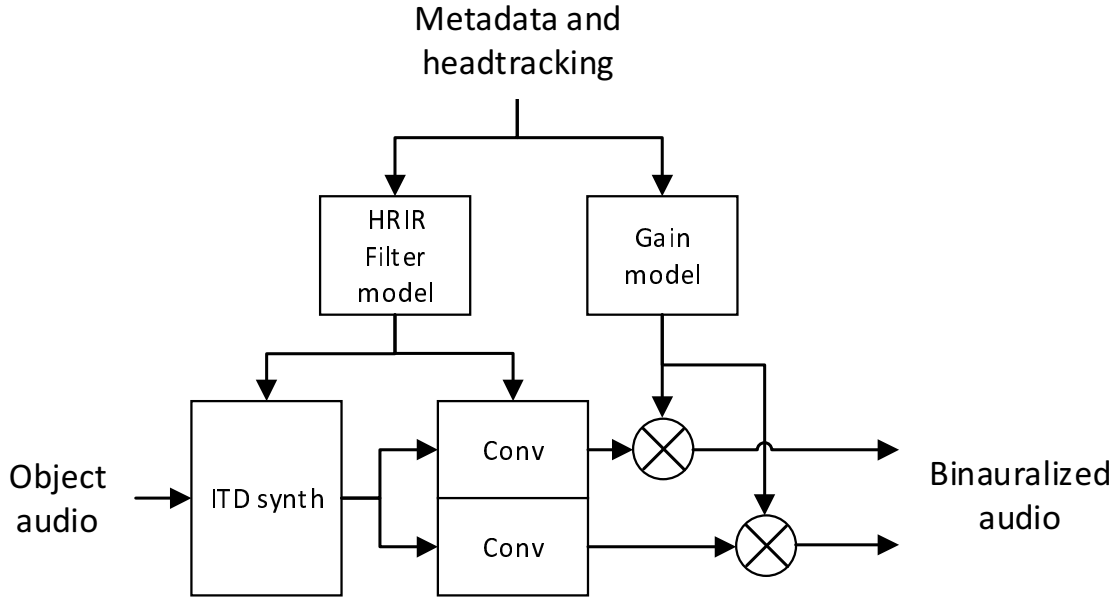 Metadata and
headtracking
HRIR
Filter
model
Gain
model
Object
audio
ITD synth
Conv
Conv
Binauralized
audio